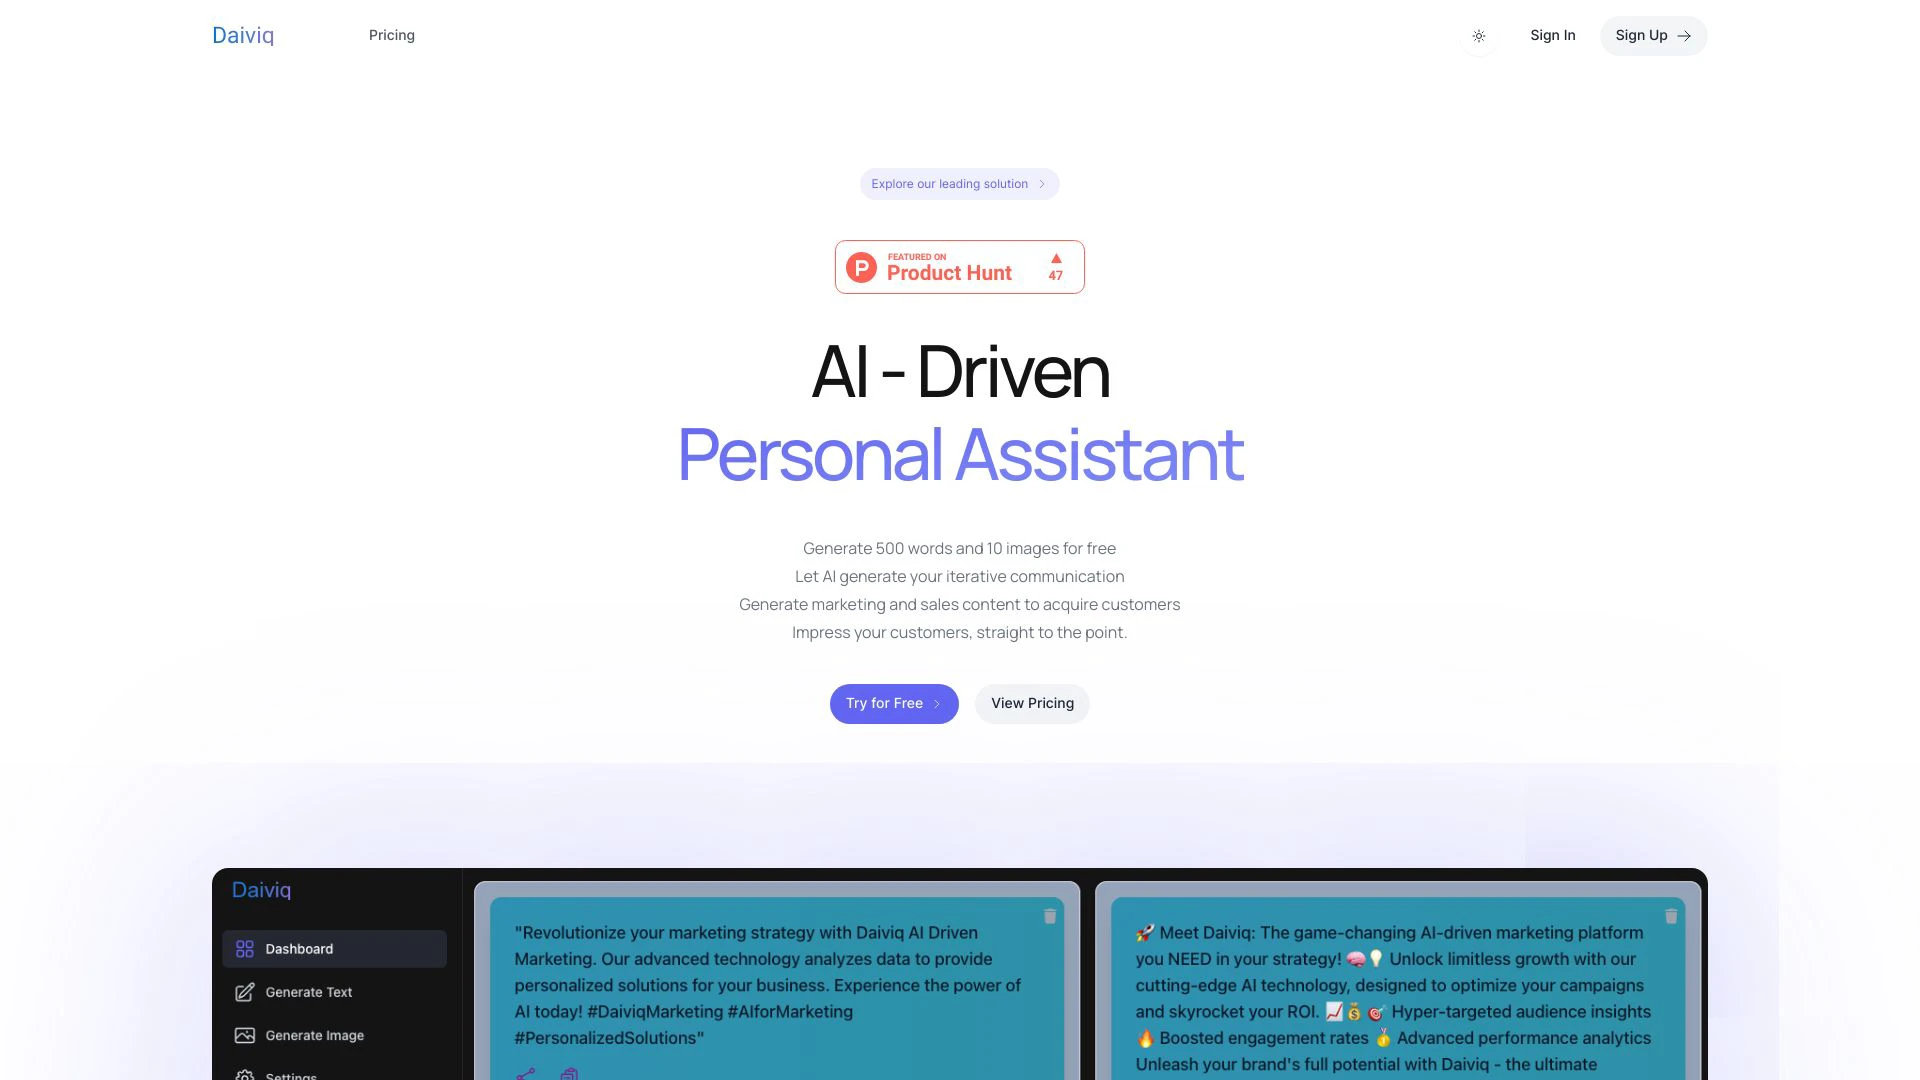 Daiviq
Pricing
Sign In
Sign Up
Explore our leading solution
FEATURED ON
Product Hunt
47
AI - Driven
Personal Assistant
Generate 500 words and 10 images for free
Let AI generate your iterative communication
Generate marketing and sales content to acquire customers
Impress your customers, straight to the point.
Try for Free
View Pricing
Daiviq
Dashboard
Generate Text
Generate Image
Settings
"Revolutionize your marketing strategy with Daiviq AI Driven
Marketing. Our advanced technology analyzes data to provide
personalized solutions for your business. Experience the power of
AI today! #DaiviqMarketing #AIforMarketing
#PersonalizedSolutions"
🚀 Meet Daiviq: The game-changing AI-driven marketing platform
you NEED in your strategy! 🧠💡 Unlock limitless growth with our
cutting-edge AI technology, designed to optimize your campaigns
and skyrocket your ROI. 📈💰 🎯 Hyper-targeted audience insights
🔥 Boosted engagement rates 🥇 Advanced performance analytics
Unleash your brand's full potential with Daiviq - the ultimate